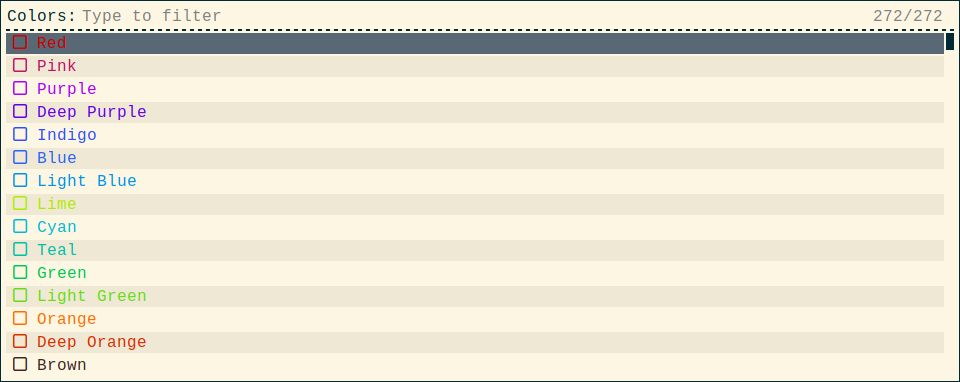 Colors: Type to filter 272/272
Red
Pink
Purple
Deep Purple
Indigo
Blue
Light Blue
Lime
Cyan
Teal
Green
Light Green
Orange
Deep Orange
Brown